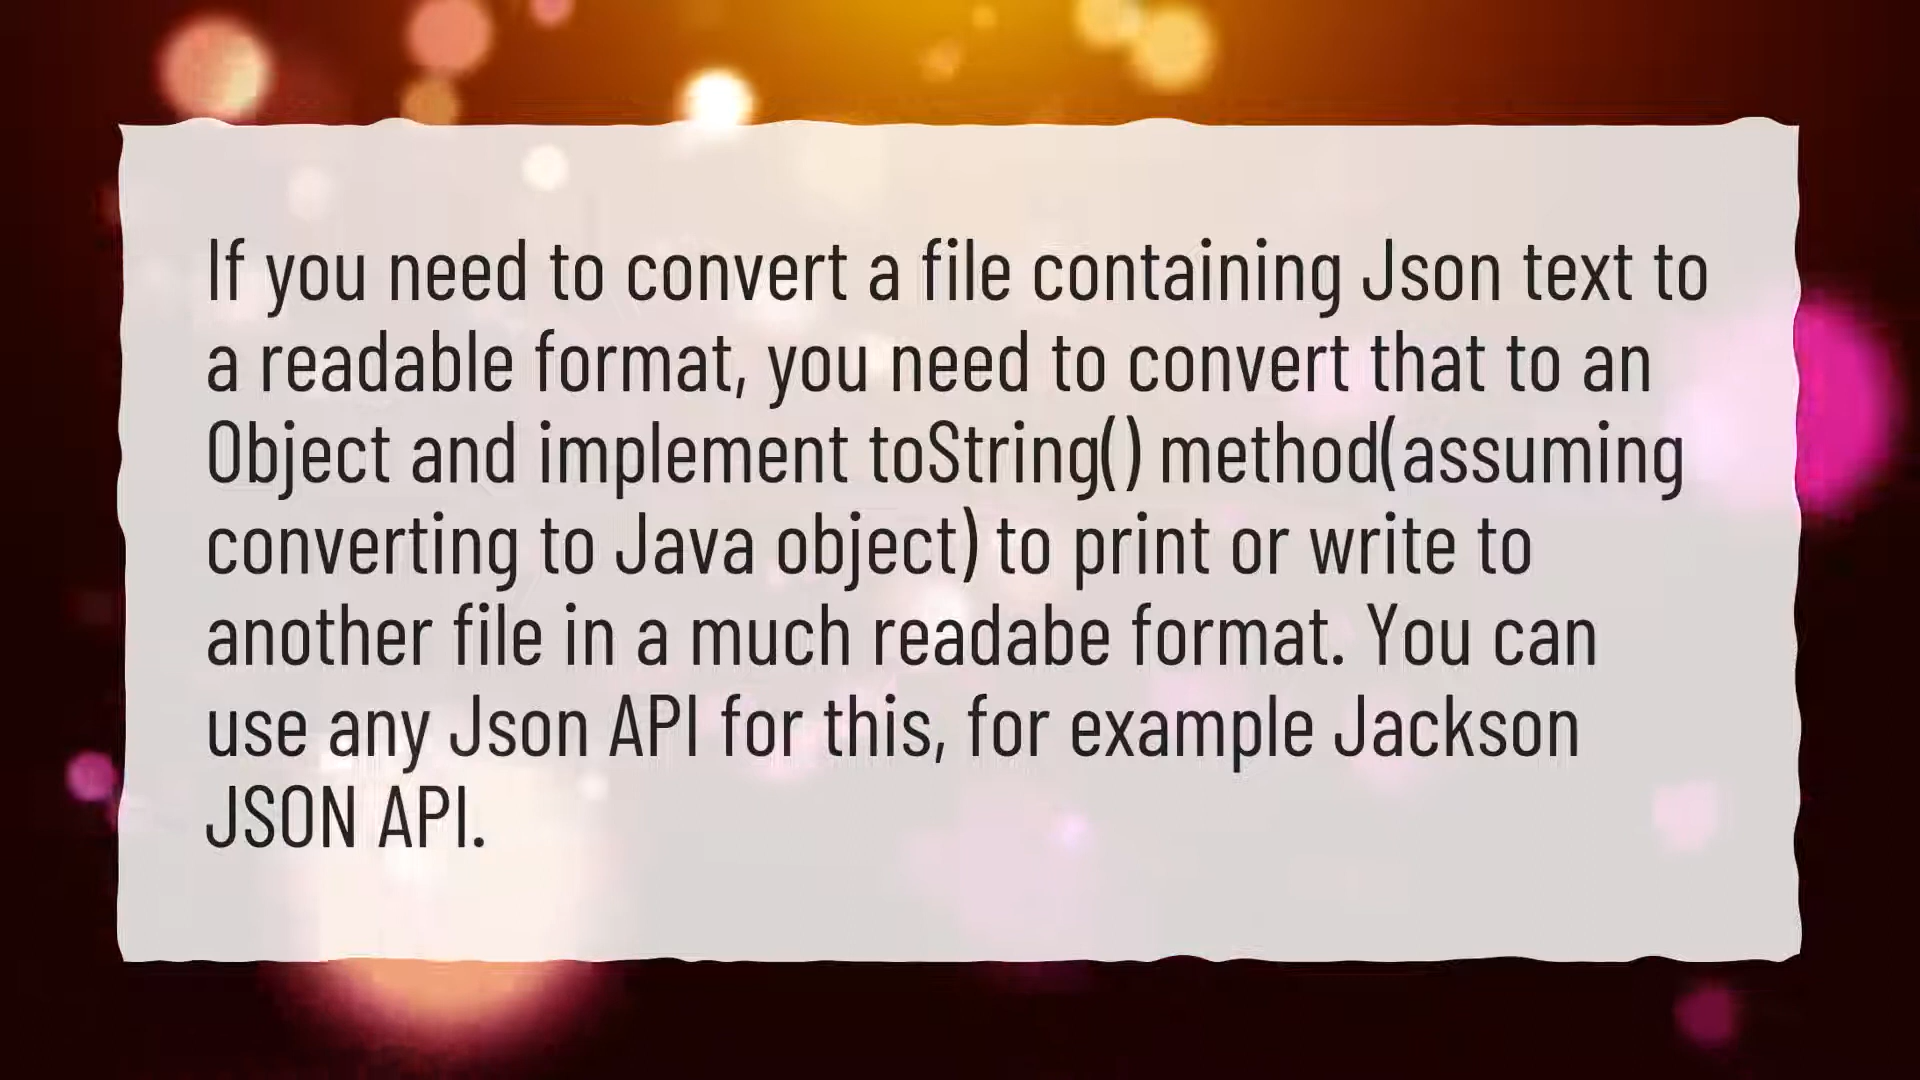 If you need to convert a file containing Json text to
a readable format, you need to convert that to an
Object and implement toString() method(assuming
converting to Java object) to print or write to
another file in a much readabe format. You can
use any Json API for this, for example Jackson
JSON API.